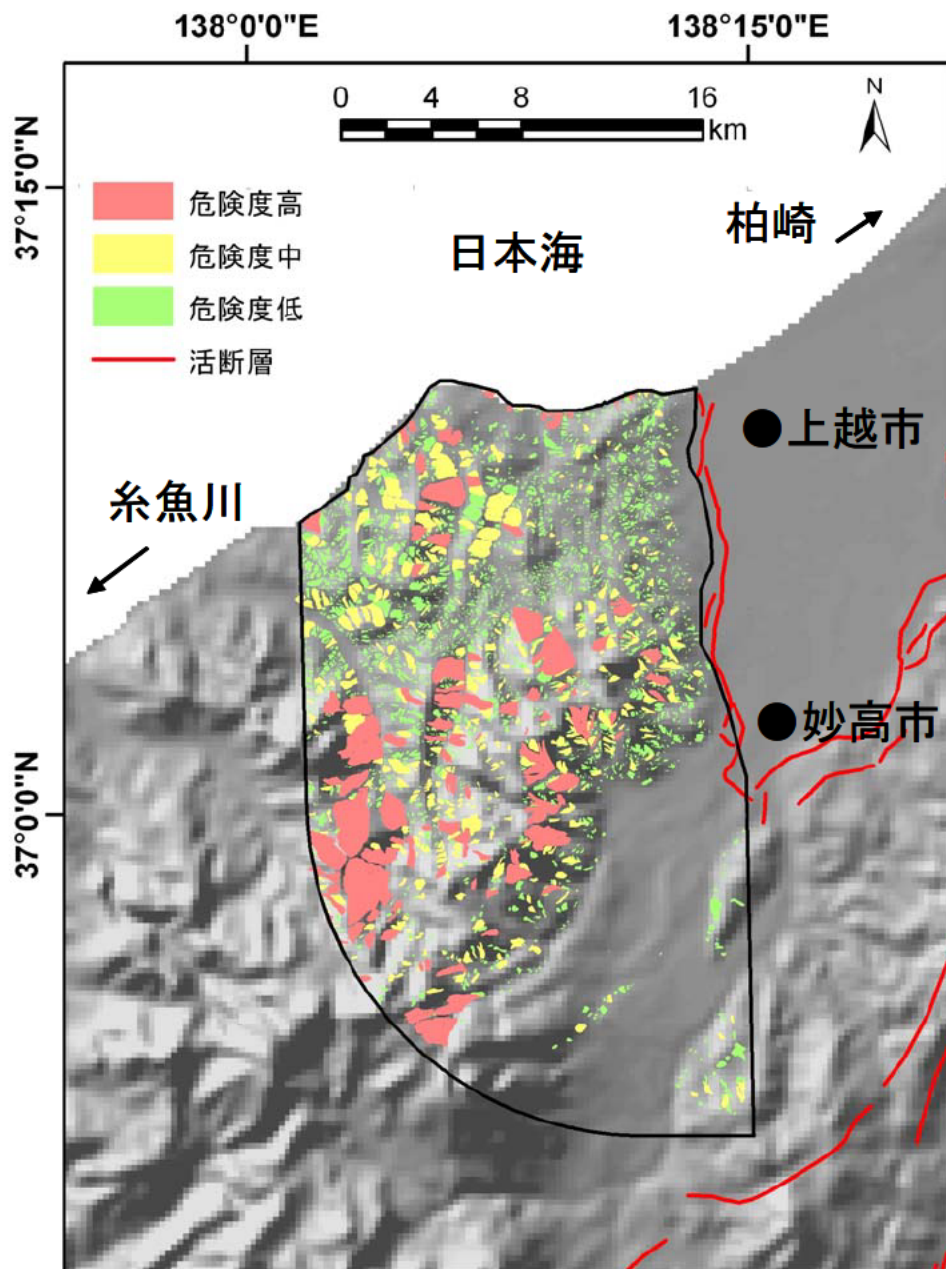 138°0'0"E
138°15'0"E
0 4 8 16
km
N
37°15'0"N
危険度高
危険度中
危険度低
活断層
日本海
柏崎
上越市
糸魚川
妙高市
37°0'0"N